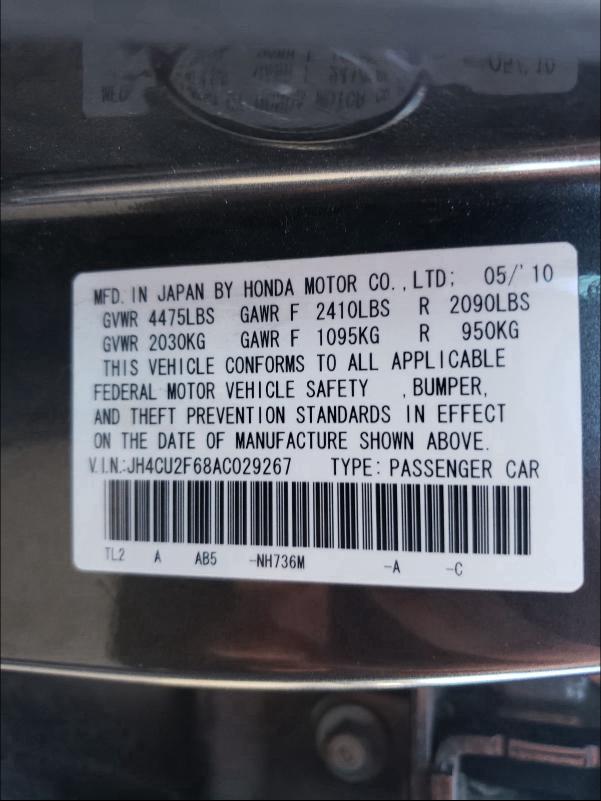 05/'10
MFD. IN JAPAN BY HONDA MOTOR CO.,LTD; 05/'10
GVWR 4475LBS GAWR F 2410LBS R 2090LBS
GVWR 2030KG GAWR F 1095KG R 950KG
THIS VEHICLE CONFORMS TO ALL APPLICABLE
FEDERAL MOTOR VEHICLE SAFETY , BUMPER,
AND THEFT PREVENTION STANDARDS IN EFFECT
ON THE DATE OF MANUFACTURE SHOWN ABOVE.
V.I.N.:JH4CU2F68AC029267 TYPE: PASSENGER CAR
TL2 A AB5 -NH736M -A -C